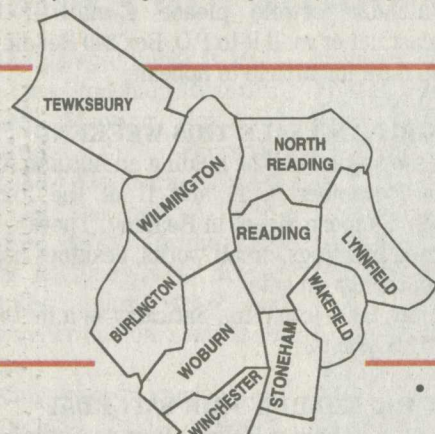 TEWKSBURY
WILMINGTON
NORTH
READING
READING
LYNNFIELD
BURLINGTON
WAKEFIELD
WOBURN
STONEHAM
WINCHESTER